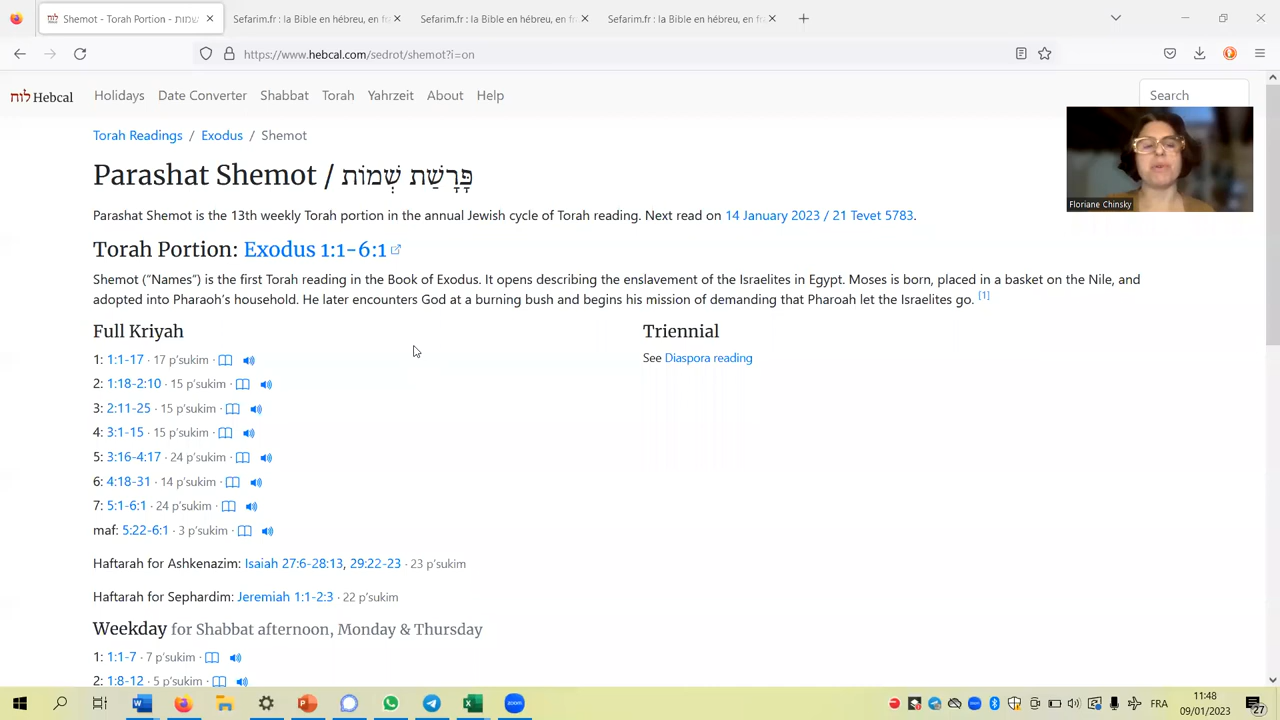 Shemot - Torah Portion - שמות
Sefarim.fr : la Bible en hébreu, en fr
Sefarim.fr : la Bible en hébreu, en fr
Sefarim.fr : la Bible en hébreu, en fr
https://www.hebcal.com/sedrot/shemot?i=on
לוח Hebcal
Holidays
Date Converter
Shabbat
Torah
Yahrzeit
About
Help
Search
Torah Readings / Exodus / Shemot
Parashat Shemot / פָּרָשַׁת שְׁמוֹת
Parashat Shemot is the 13th weekly Torah portion in the annual Jewish cycle of Torah reading. Next read on 14 January 2023 / 21 Tevet 5783.
Floriane Chinsky
Torah Portion: Exodus 1:1-6:1
Shemot (“Names”) is the first Torah reading in the Book of Exodus. It opens describing the enslavement of the Israelites in Egypt. Moses is born, placed in a basket on the Nile, and
adopted into Pharaoh’s household. He later encounters God at a burning bush and begins his mission of demanding that Pharoah let the Israelites go. [1]
Full Kriyah
1: 1:1-17 · 17 p’sukim ·
2: 1:18-2:10 · 15 p’sukim ·
3: 2:11-25 · 15 p’sukim ·
4: 3:1-15 · 15 p’sukim ·
5: 3:16-4:17 · 24 p’sukim ·
6: 4:18-31 · 14 p’sukim ·
7: 5:1-6:1 · 24 p’sukim ·
maf: 5:22-6:1 · 3 p’sukim ·
Triennial
See Diaspora reading
Haftarah for Ashkenazim: Isaiah 27:6-28:13, 29:22-23 · 23 p’sukim
Haftarah for Sephardim: Jeremiah 1:1-2:3 · 22 p’sukim
Weekday for Shabbat afternoon, Monday & Thursday
1: 1:1-7 · 7 p’sukim ·
2: 1:8-12 · 5 p’sukim ·
FRA
11:48
09/01/2023
27